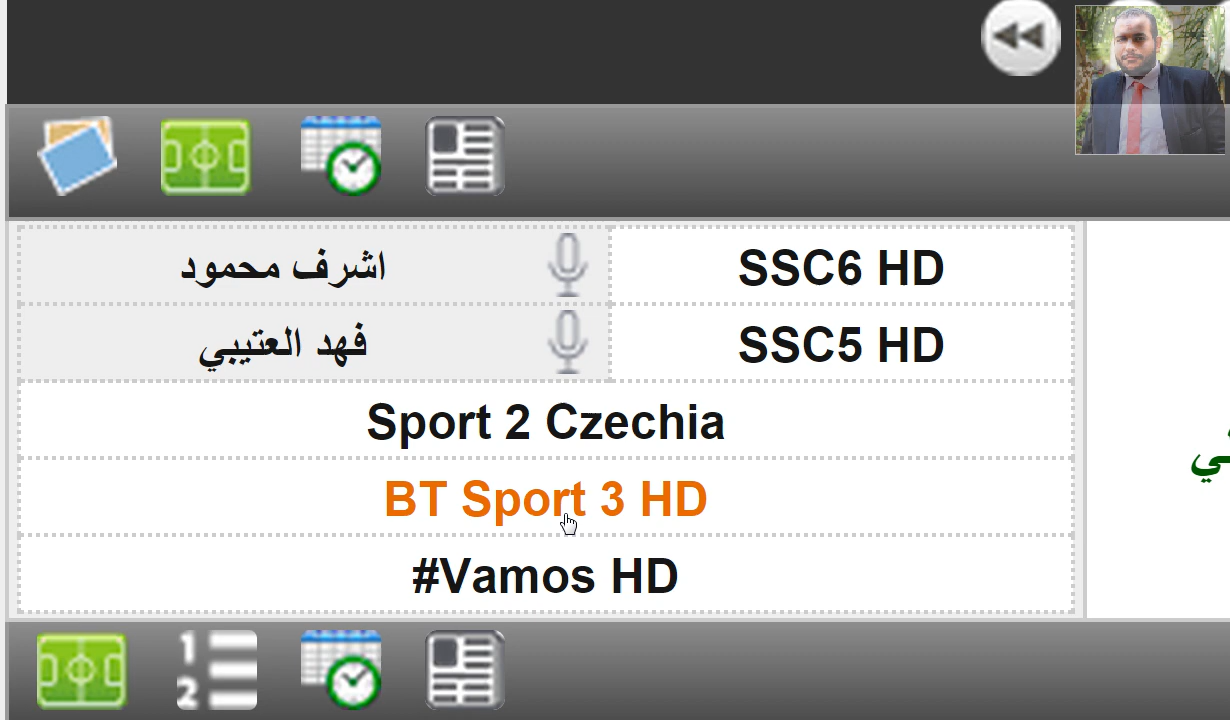 SSC6 HD اشرف محمود
SSC5 HD فهد العتيبي
Sport 2 Czechia
BT Sport 3 HD
#Vamos HD